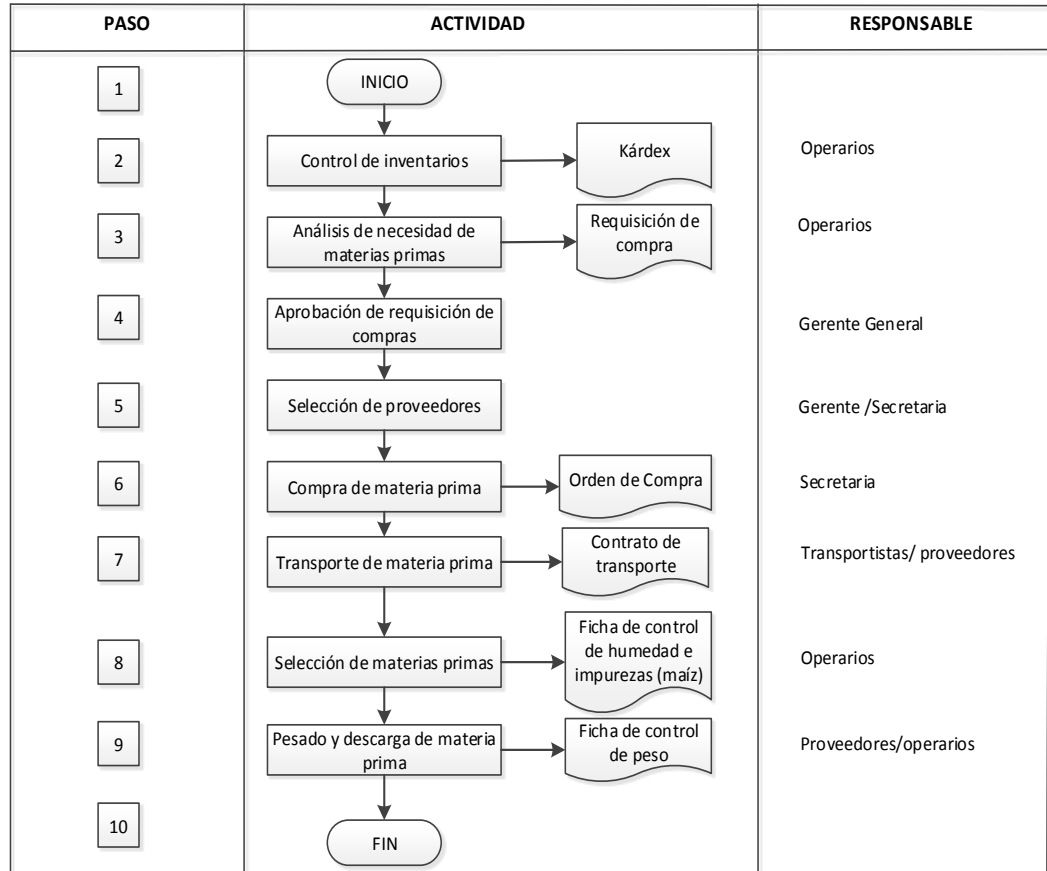 PASO
ACTIVIDAD
RESPONSABLE
1
INICIO
2
Control de inventarios
Kárdex
Operarios
3
Análisis de necesidad de
materias primas
Requisición de
compra
Operarios
4
Aprobación de requisición de
compras
Gerente General
5
Selección de proveedores
Gerente /Secretaria
6
Compra de materia prima
Orden de Compra
Secretaria
7
Transporte de materia prima
Contrato de
transporte
Transportistas/ proveedores
8
Selección de materias primas
Ficha de control
de humedad e
impurezas (maíz)
Operarios
9
Pesado y descarga de materia
prima
Ficha de control
de peso
Proveedores/operarios
10
FIN